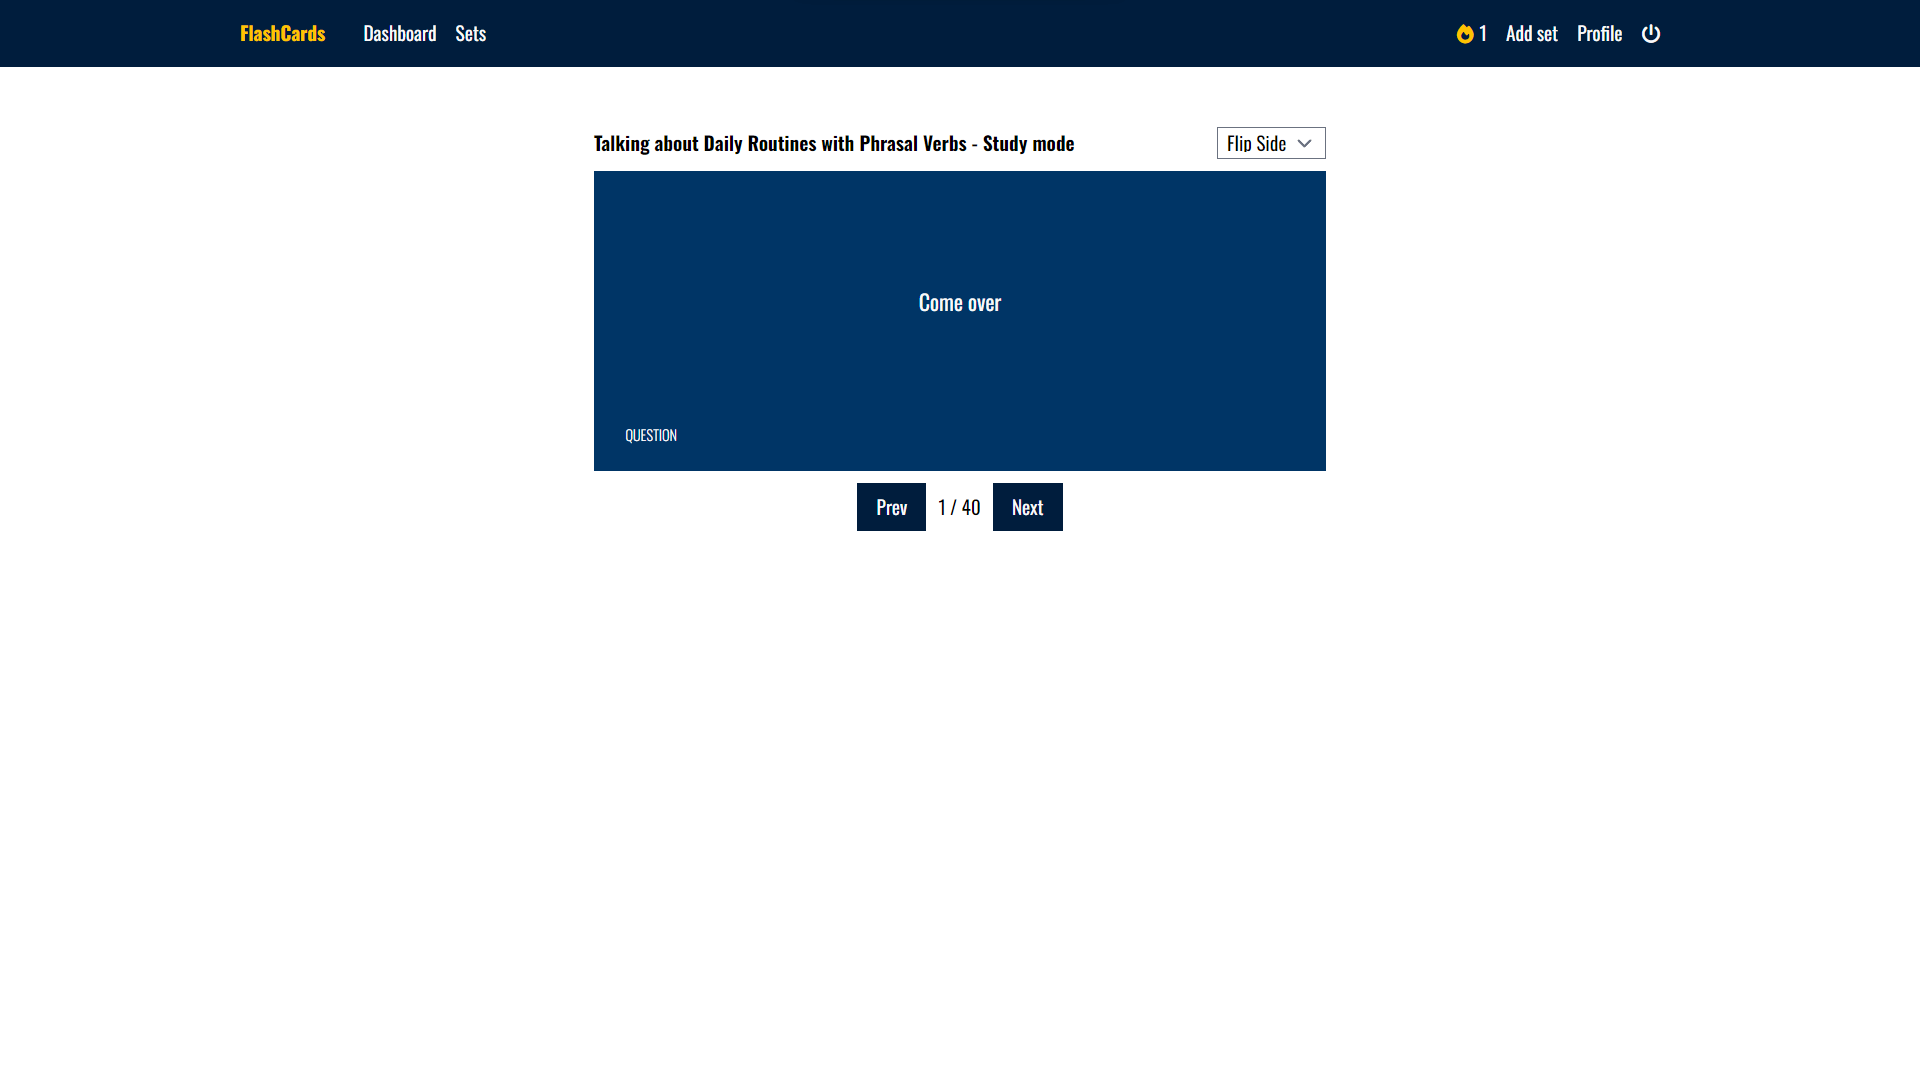 FlashCards Dashboard Sets 1 Add set Profile
Talking about Daily Routines with Phrasal Verbs - Study mode Flip Side
Come over
QUESTION
Prev 1 / 40 Next